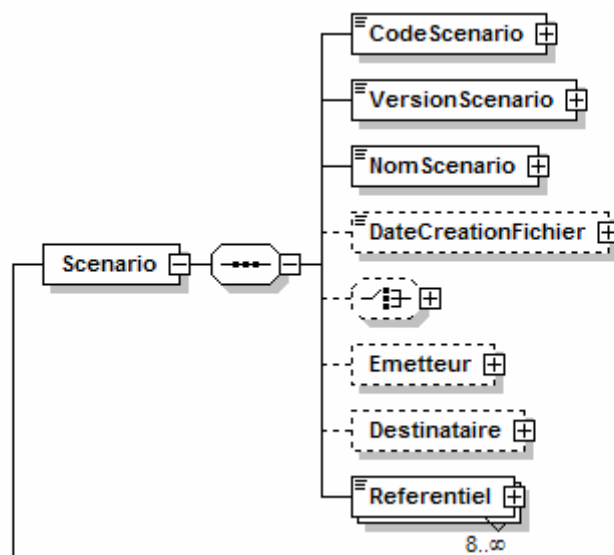 CodeScenario
VersionScenario
NomScenario
DateCreationFichier
Scenario
Emetteur
Destinataire
Referentiel
8..∞